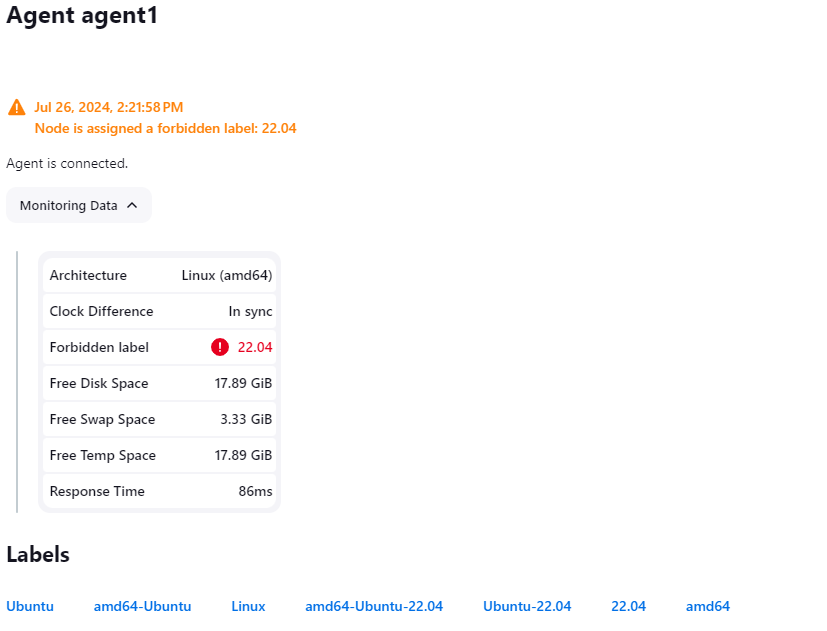 Agent agent1
Jul 26, 2024, 2:21:58 PM
Node is assigned a forbidden label: 22.04
Agent is connected.
Monitoring Data
Architecture Linux (amd64)
Clock Difference In sync
Forbidden label 22.04
Free Disk Space 17.89 GiB
Free Swap Space 3.33 GiB
Free Temp Space 17.89 GiB
Response Time 86ms
Labels
Ubuntu amd64-Ubuntu Linux amd64-Ubuntu-22.04 Ubuntu-22.04 22.04 amd64